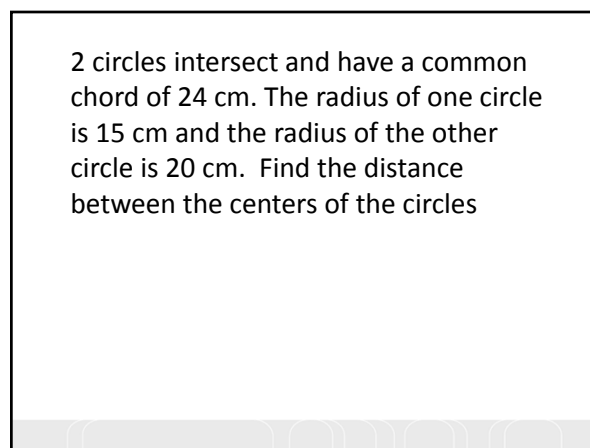 2 circles intersect and have a common
chord of 24 cm. The radius of one circle
is 15 cm and the radius of the other
circle is 20 cm.  Find the distance
between the centers of the circles